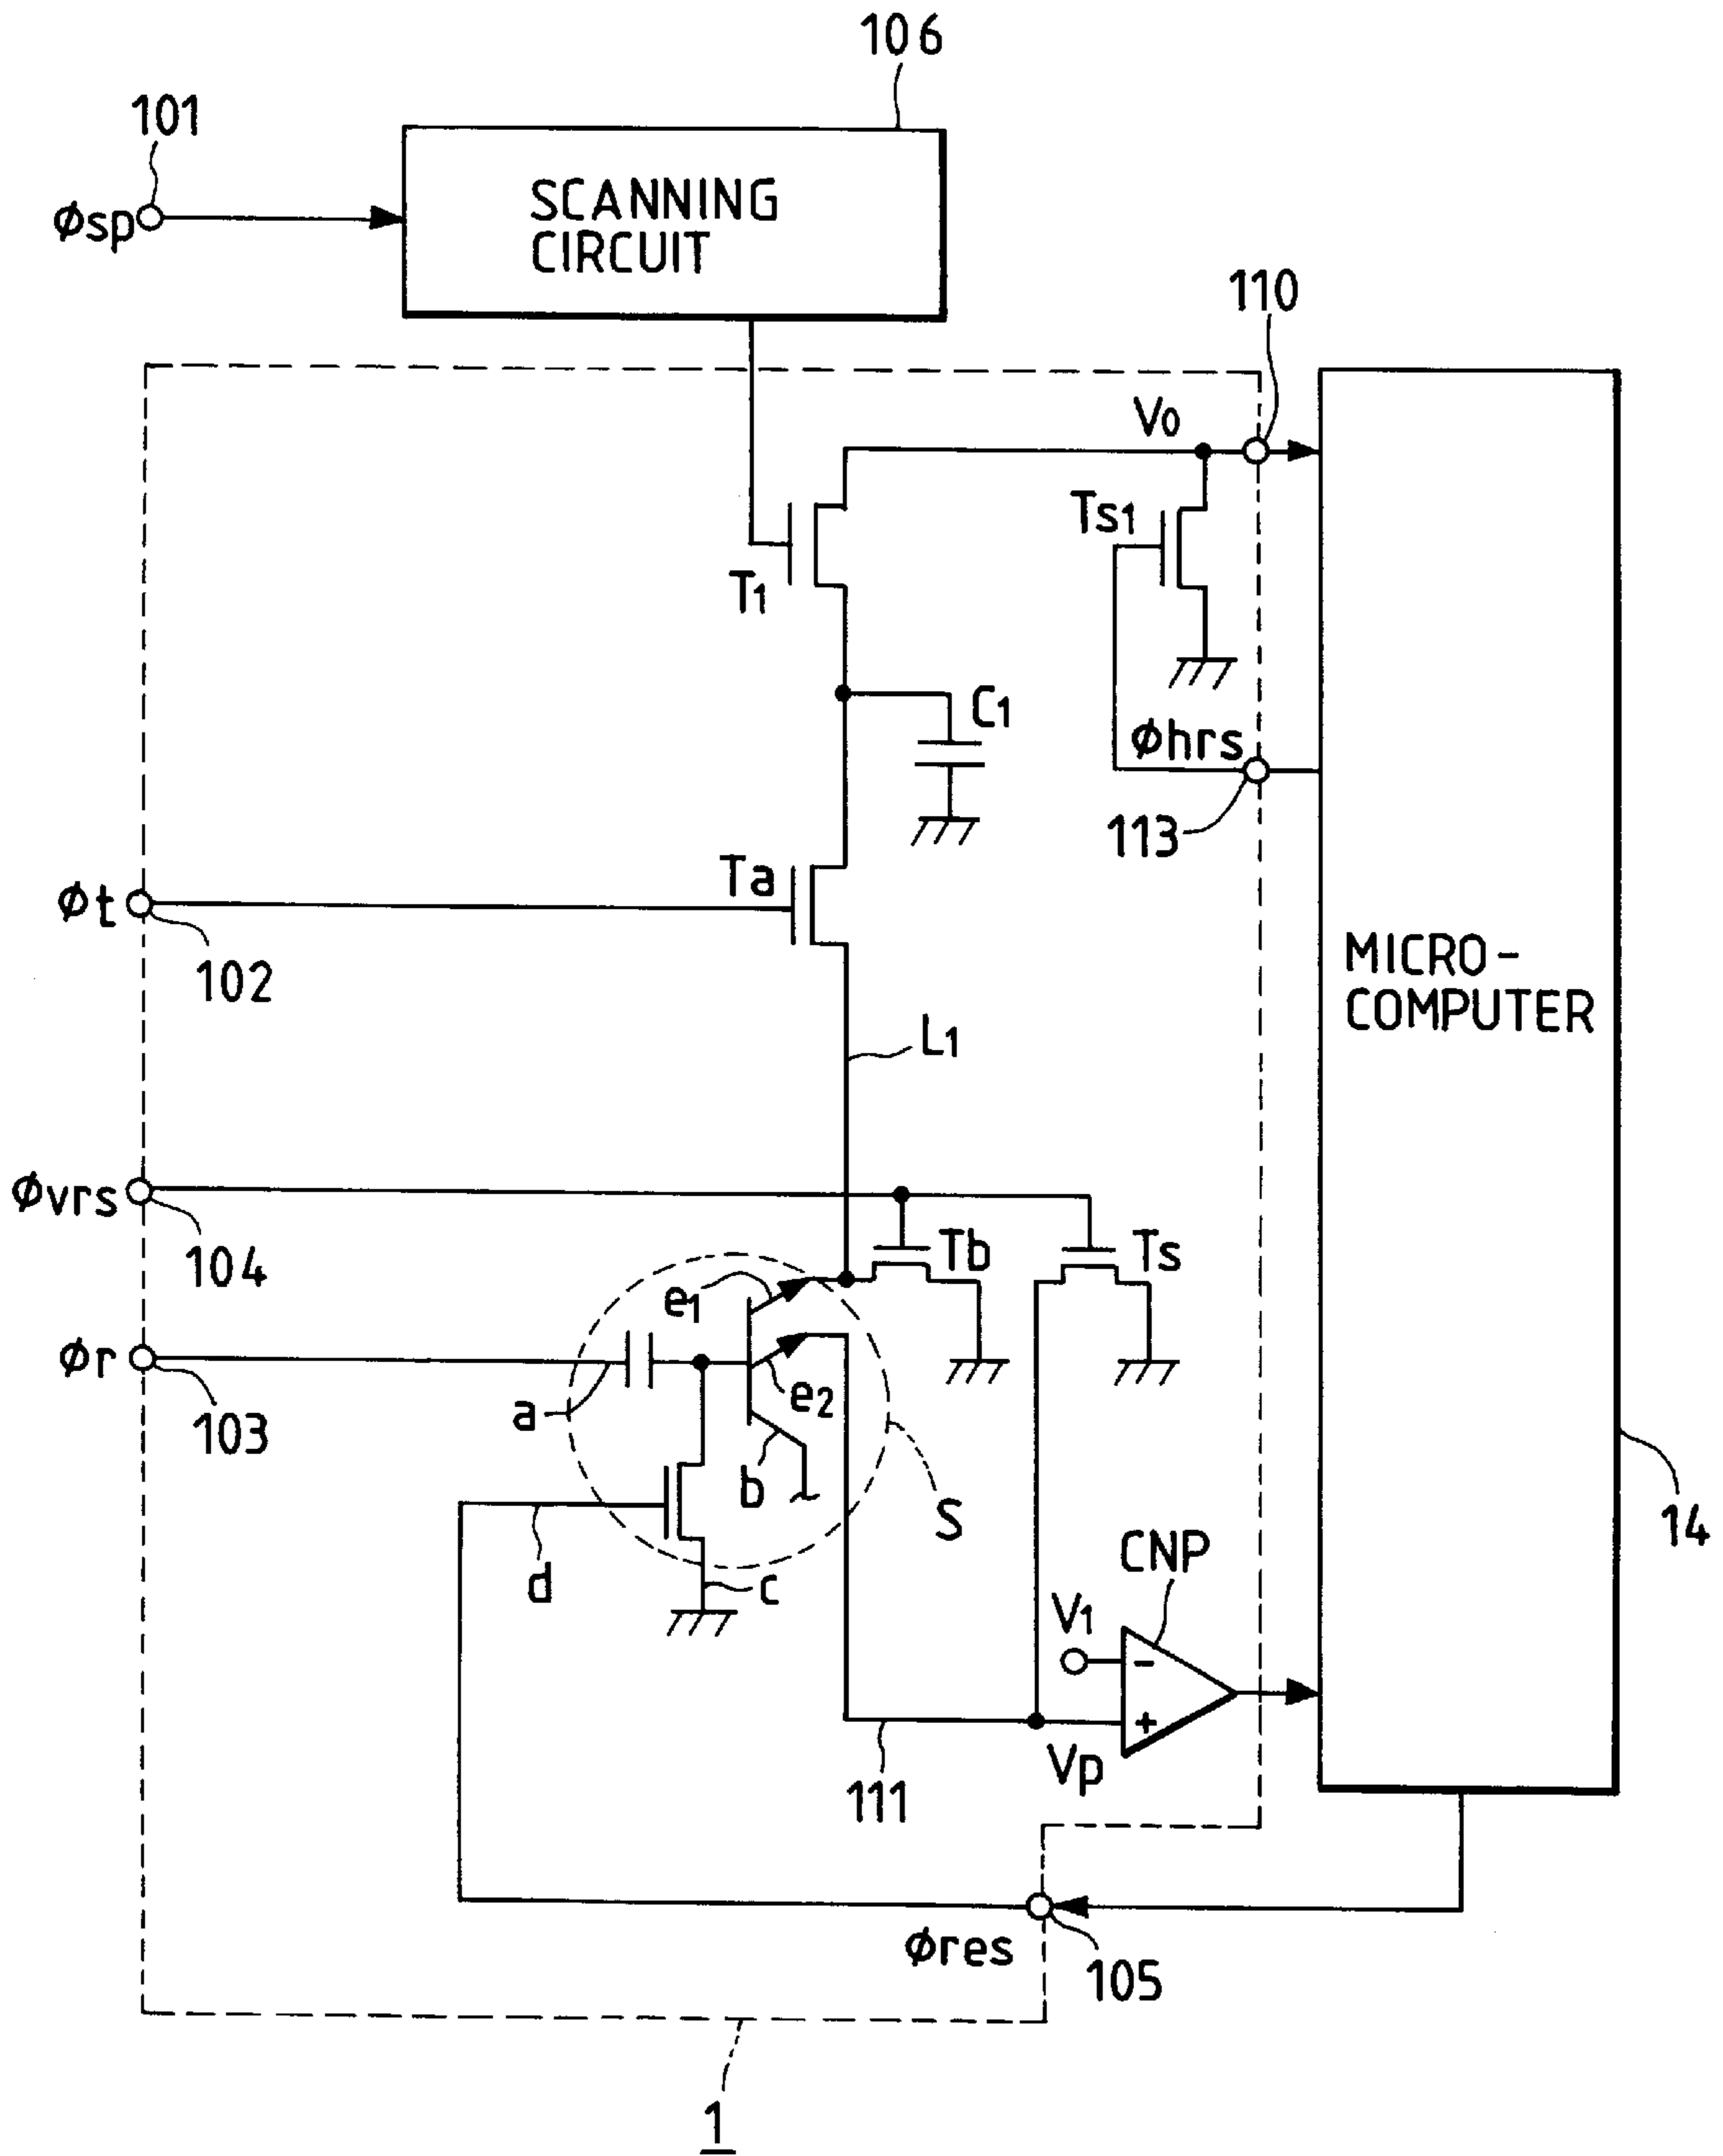 106
101
φsp
SCANNING
CIRCUIT
110
V0
Ts1
T1
C1
φhrs
113
Ta
φt
102
MICRO-
COMPUTER
L1
φvrs
104
Tb
Ts
e1
φr
103
a
e2
b
S
14
d
c
CNP
V1
-
+
Vp
111
φres
105
1